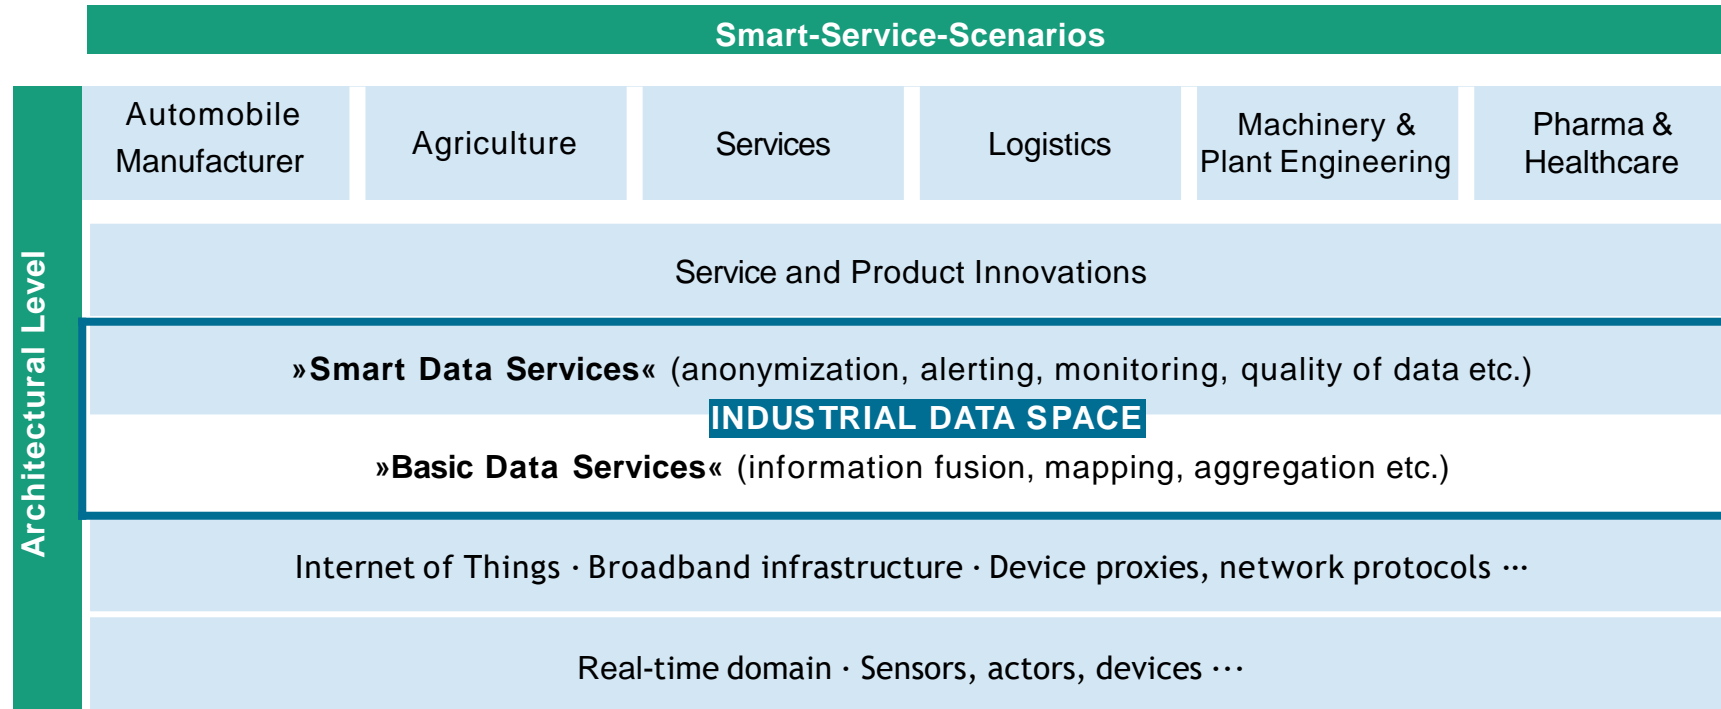 Smart-Service-Scenarios
Architectural Level
Automobile
Manufacturer
Agriculture
Services
Logistics
Machinery &
Plant Engineering
Pharma &
Healthcare
Service and Product Innovations
»Smart Data Services« (anonymization, alerting, monitoring, quality of data etc.)
INDUSTRIAL DATA SPACE
»Basic Data Services« (information fusion, mapping, aggregation etc.)
Internet of Things · Broadband infrastructure · Device proxies, network protocols ···
Real-time domain · Sensors, actors, devices ···